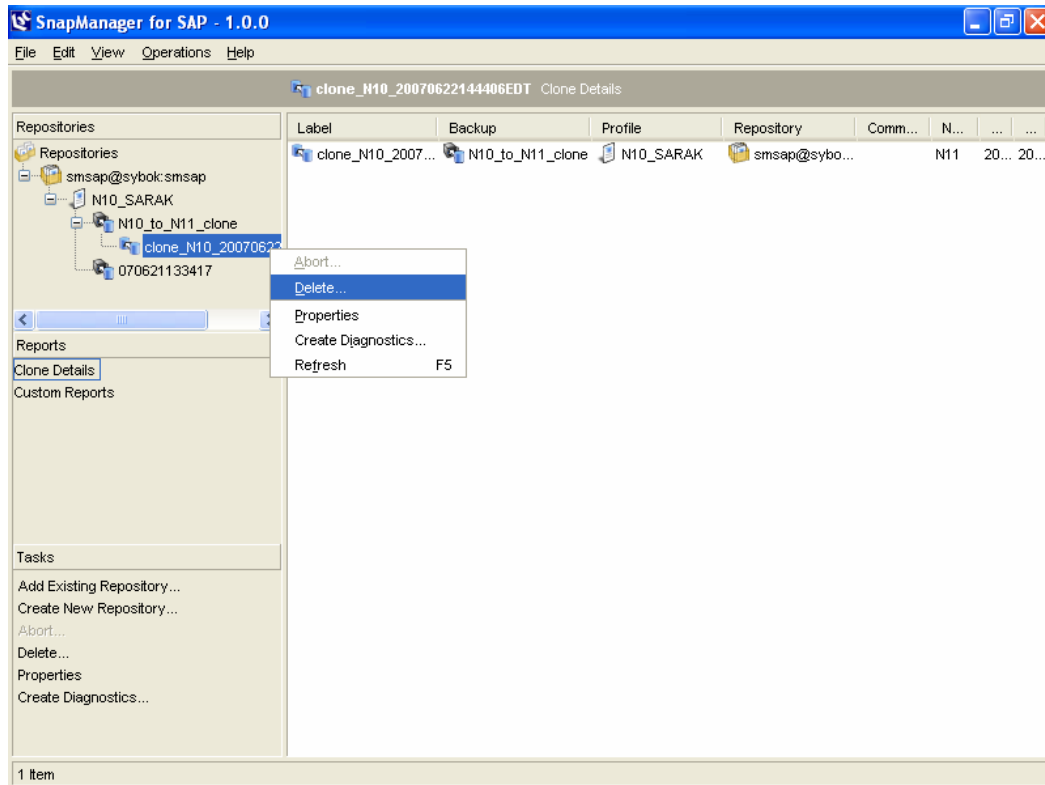 SnapManager for SAP - 1.0.0
File Edit View Operations Help
clone_N10_20070622144406EDT Clone Details
Repositories
Label Backup Profile Repository Comm... N... ... ...
Repositories
clone_N10_2007... N10_to_N11_clone N10_SARAK smsap@sybo... N11 20... 20...
smsap@sybok:smsap
N10_SARAK
N10_to_N11_clone
clone_N10_2007062
070621133417
Abort...
Delete...
Properties
Create Diagnostics...
Refresh F5
Reports
Clone Details
Custom Reports
Tasks
Add Existing Repository...
Create New Repository...
Abort...
Delete...
Properties
Create Diagnostics...
1 Item